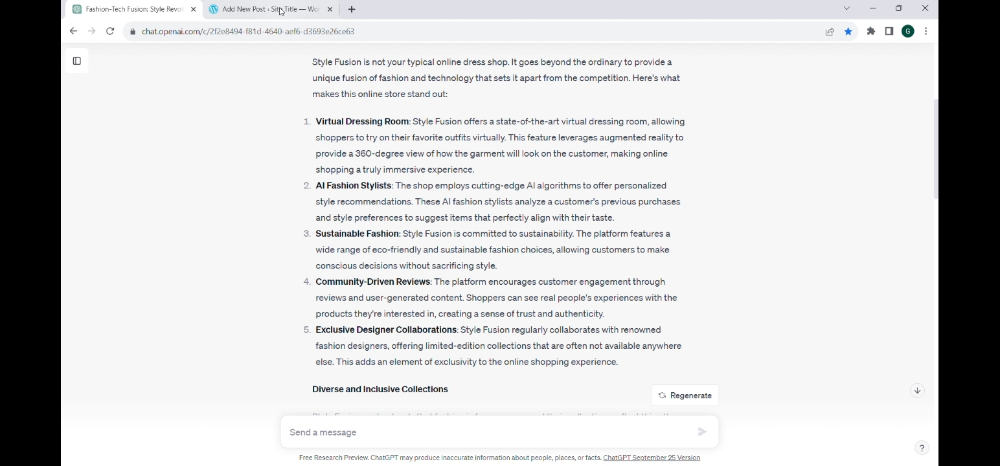 Fashion-Tech Fusion: Style Revol
Add New Post ‹ Site Title — Wor
chat.openai.com/c/2f2e8494-f81d-4640-aef6-d3693e26ce63
G
Style Fusion is not your typical online dress shop. It goes beyond the ordinary to provide a
unique fusion of fashion and technology that sets it apart from the competition. Here's what
makes this online store stand out:
1. Virtual Dressing Room: Style Fusion offers a state-of-the-art virtual dressing room, allowing
shoppers to try on their favorite outfits virtually. This feature leverages augmented reality to
provide a 360-degree view of how the garment will look on the customer, making online
shopping a truly immersive experience.
2. AI Fashion Stylists: The shop employs cutting-edge AI algorithms to offer personalized
style recommendations. These AI fashion stylists analyze a customer's previous purchases
and style preferences to suggest items that perfectly align with their taste.
3. Sustainable Fashion: Style Fusion is committed to sustainability. The platform features a
wide range of eco-friendly and sustainable fashion choices, allowing customers to make
conscious decisions without sacrificing style.
4. Community-Driven Reviews: The platform encourages customer engagement through
reviews and user-generated content. Shoppers can see real people's experiences with the
products they're interested in, creating a sense of trust and authenticity.
5. Exclusive Designer Collaborations: Style Fusion regularly collaborates with renowned
fashion designers, offering limited-edition collections that are often not available anywhere
else. This adds an element of exclusivity to the online shopping experience.
Diverse and Inclusive Collections
Regenerate
Send a message
Free Research Preview. ChatGPT may produce inaccurate information about people, places, or facts. ChatGPT September 25 Version
?